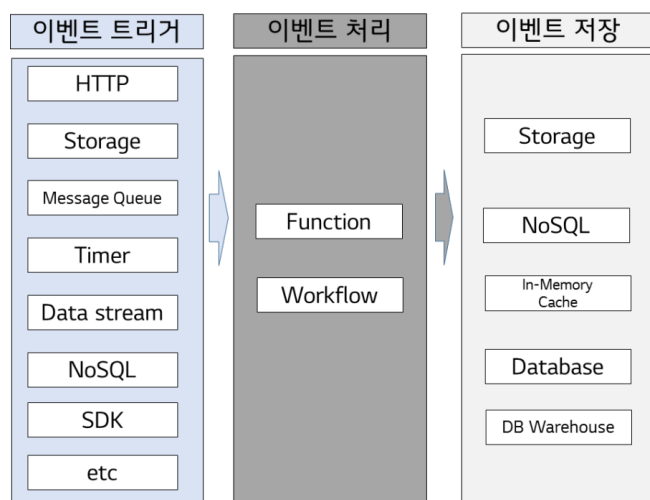 이벤트 트리거
HTTP
Storage
Message Queue
Timer
Data stream
NoSQL
SDK
etc
이벤트 처리
Function
Workflow
이벤트 저장
Storage
NoSQL
In-Memory
Cache
Database
DB Warehouse